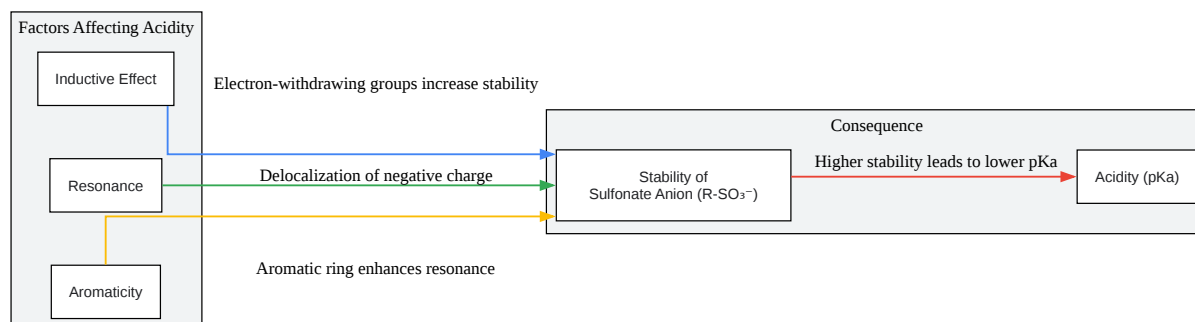 Factors Affecting Acidity
Inductive Effect
Electron-withdrawing groups increase stability
Consequence
Resonance
Delocalization of negative charge
Stability of
Sulfonate Anion (R-SO₃⁻)
Higher stability leads to lower pKa
Acidity (pKa)
Aromaticity
Aromatic ring enhances resonance